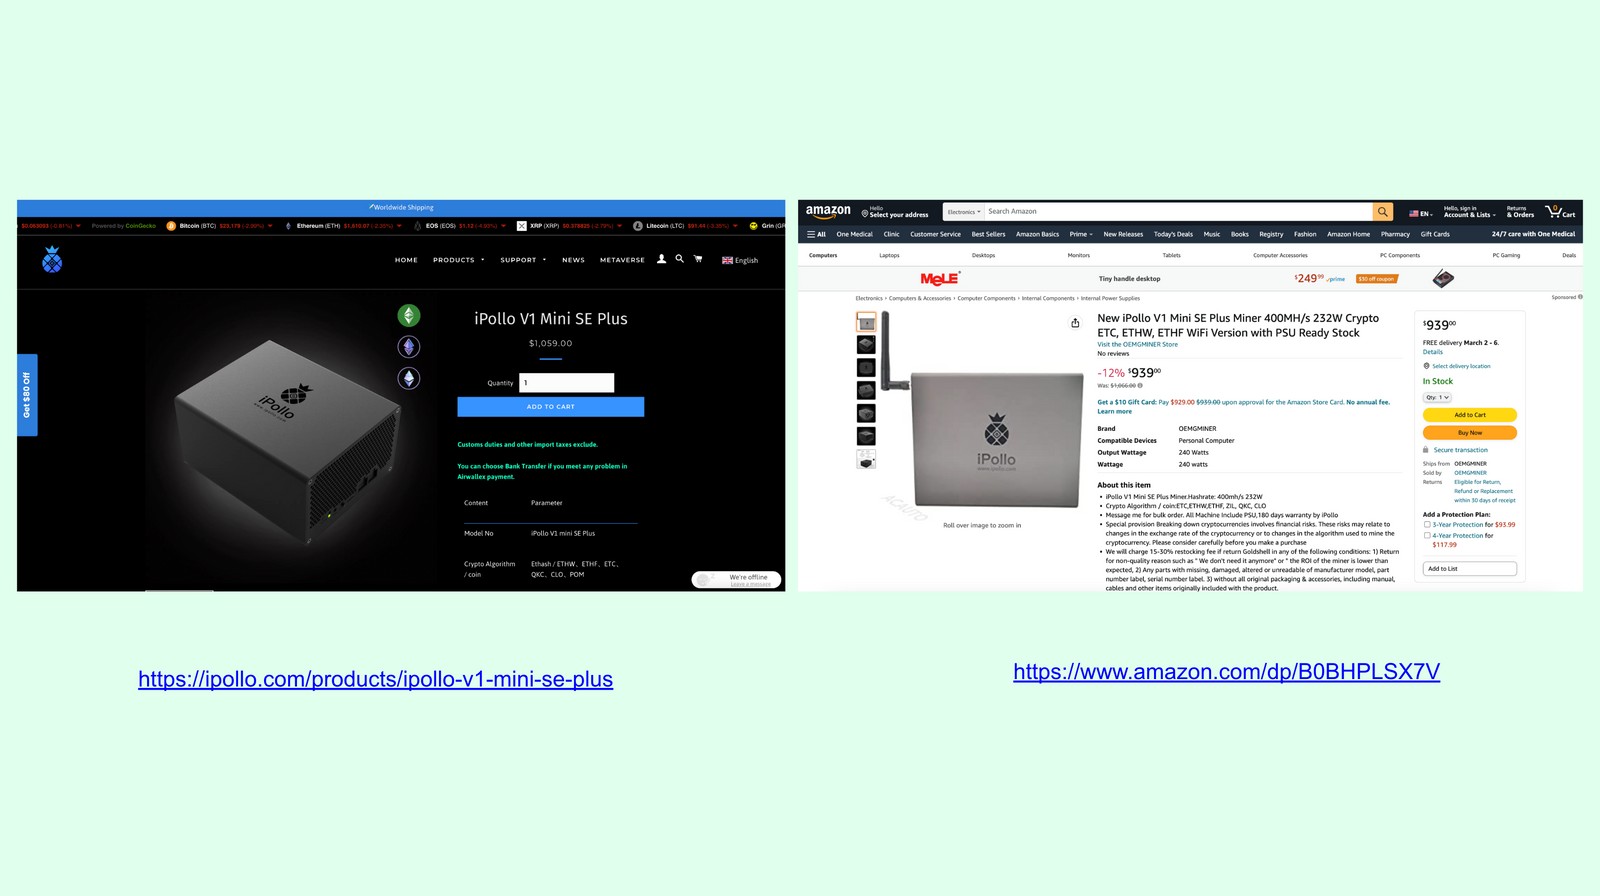 Worldwide Shipping
$0.063053 (-0.81%)
Powered by CoinGecko
Bitcoin (BTC)
Ethereum (ETH)
EOS (EOS)
XRP (XRP)
Litecoin (LTC)
Grin
HOME PRODUCTS SUPPORT NEWS METAVERSE English
Get $80 Off
iPollo
iPollo V1 Mini SE Plus
$1,059.00
Quantity 1
ADD TO CART
Customs duties and other import taxes exclude.
You can choose Bank Transfer if you meet any problem in
Airwallex payment.
Content Parameter
Model No iPollo V1 mini SE Plus
Crypto Algorithm Ethash / ETHW、ETHF、ETC、
/ coin QKC、CLO、POM
We're offline
Leave a message
https://ipollo.com/products/ipollo-v1-mini-se-plus
amazon
Hello
Select your address
Electronics
Search Amazon
EN
Hello, sign in
Account & Lists
Returns
& Orders
0
Cart
All One Medical Clinic Customer Service Best Sellers Amazon Basics Prime New Releases Today's Deals Music Books Registry Fashion Amazon Home Pharmacy Gift Cards 24/7 care with One Medical
Computers Laptops Desktops Monitors Tablets Computer Accessories PC Components PC Gaming Deals
MeLE
Tiny handle desktop
$249.99 prime
$30 off coupon
Sponsored
Electronics › Computers & Accessories › Computer Components › Internal Components › Internal Power Supplies
iPollo
www.ipollo.com
ACAUTO
Roll over image to zoom in
New iPollo V1 Mini SE Plus Miner 400MH/s 232W Crypto
ETC, ETHW, ETHF WiFi Version with PSU Ready Stock
Visit the OEMGMINER Store
No reviews
-12% $939.00
Was: $1,066.00
Get a $10 Gift Card: Pay $929.00 $939.00 upon approval for the Amazon Store Card. No annual fee.
Learn more
Brand OEMGMINER
Compatible Devices Personal Computer
Output Wattage 240 Watts
Wattage 240 watts
About this item
• iPollo V1 Mini SE Plus Miner.Hashrate: 400mh/s 232W
• Crypto Algorithm / coin:ETC,ETHW,ETHF, ZIL, QKC, CLO
• Message me for bulk order. All Machine Include PSU,180 days warranty by iPollo
• Special provision Breaking down cryptocurrencies involves financial risks. These risks may relate to
changes in the exchange rate of the cryptocurrency or to changes in the algorithm used to mine the
cryptocurrency. Please consider carefully before you make a purchase
• We will charge 15-30% restocking fee if return Goldshell in any of the following conditions: 1) Return
for non-quality reason such as " We don't need it anymore" or " the ROI of the miner is lower than
expected, 2) Any parts with missing, damaged, altered or unreadable of manufacturer model, part
number label, serial number label. 3) without all original packaging & accessories, including manual,
cables and other items originally included with the product.
$939.00
FREE delivery March 2 - 6.
Details
Select delivery location
In Stock
Qty: 1
Add to Cart
Buy Now
Secure transaction
Ships from OEMGMINER
Sold by OEMGMINER
Returns Eligible for Return,
Refund or Replacement
within 30 days of receipt
Add a Protection Plan:
3-Year Protection for $93.99
4-Year Protection for
$117.99
Add to List
https://www.amazon.com/dp/B0BHPLSX7V